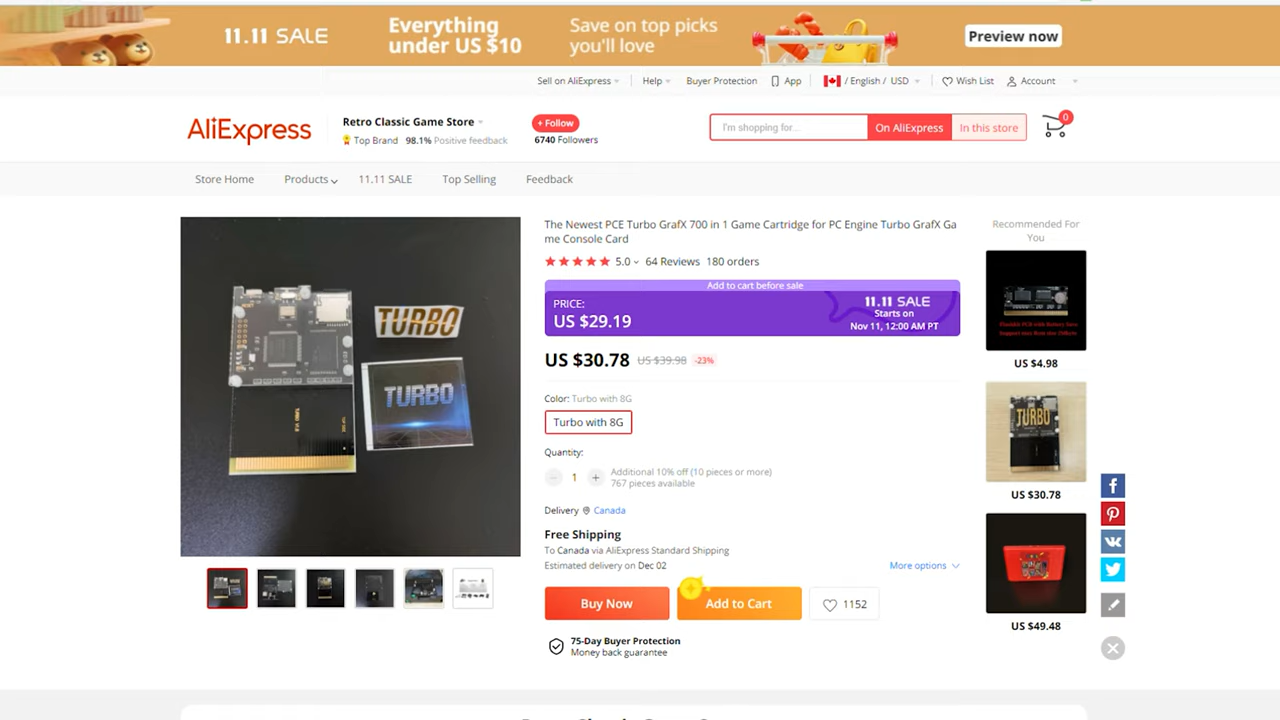 11.11 SALE
Everything
under US $10
Save on top picks
you'll love
Preview now
Sell on AliExpress
Help
Buyer Protection
App
/ English / USD
Wish List
Account
AliExpress
Retro Classic Game Store
Top Brand 98.1% Positive feedback
+ Follow
6740 Followers
I'm shopping for...
On AliExpress
In this store
0
Store Home
Products
11.11 SALE
Top Selling
Feedback
The Newest PCE Turbo GrafX 700 in 1 Game Cartridge for PC Engine Turbo GrafX Ga
me Console Card
5.0 64 Reviews 180 orders
Add to cart before sale
PRICE:
US $29.19
11.11 SALE
Starts on
Nov 11, 12:00 AM PT
US $30.78 US $39.98 -23%
Color: Turbo with 8G
Turbo with 8G
Quantity:
1
Additional 10% off (10 pieces or more)
767 pieces available
Delivery Canada
Free Shipping
To Canada via AliExpress Standard Shipping
Estimated delivery on Dec 02
More options
Buy Now
Add to Cart
1152
75-Day Buyer Protection
Money back guarantee
TURBO
TURBO
Recommended For
You
US $4.98
TURBO
US $30.78
US $49.48